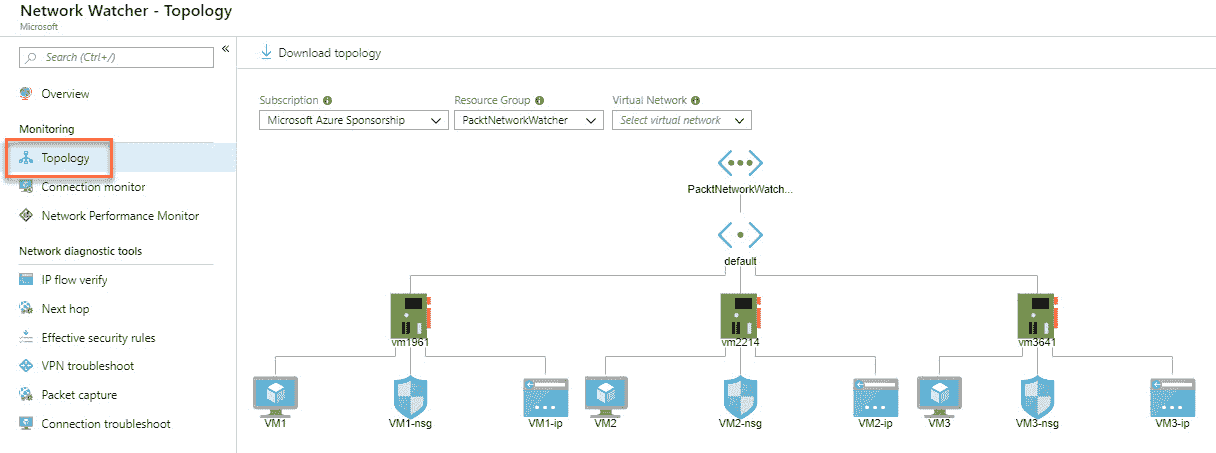 Network Watcher - Topology
Microsoft
Search (Ctrl+/)
«
Overview
Monitoring
Topology
Connection monitor
Network Performance Monitor
Network diagnostic tools
IP flow verify
Next hop
Effective security rules
VPN troubleshoot
Packet capture
Connection troubleshoot
Download topology
Subscription Resource Group Virtual Network
Microsoft Azure Sponsorship PacktNetworkWatcher Select virtual network
PacktNetworkWatch...
default
vm1961 vm2214 vm3641
VM1 VM1-nsg VM1-ip VM2 VM2-nsg VM2-ip VM3 VM3-nsg VM3-ip